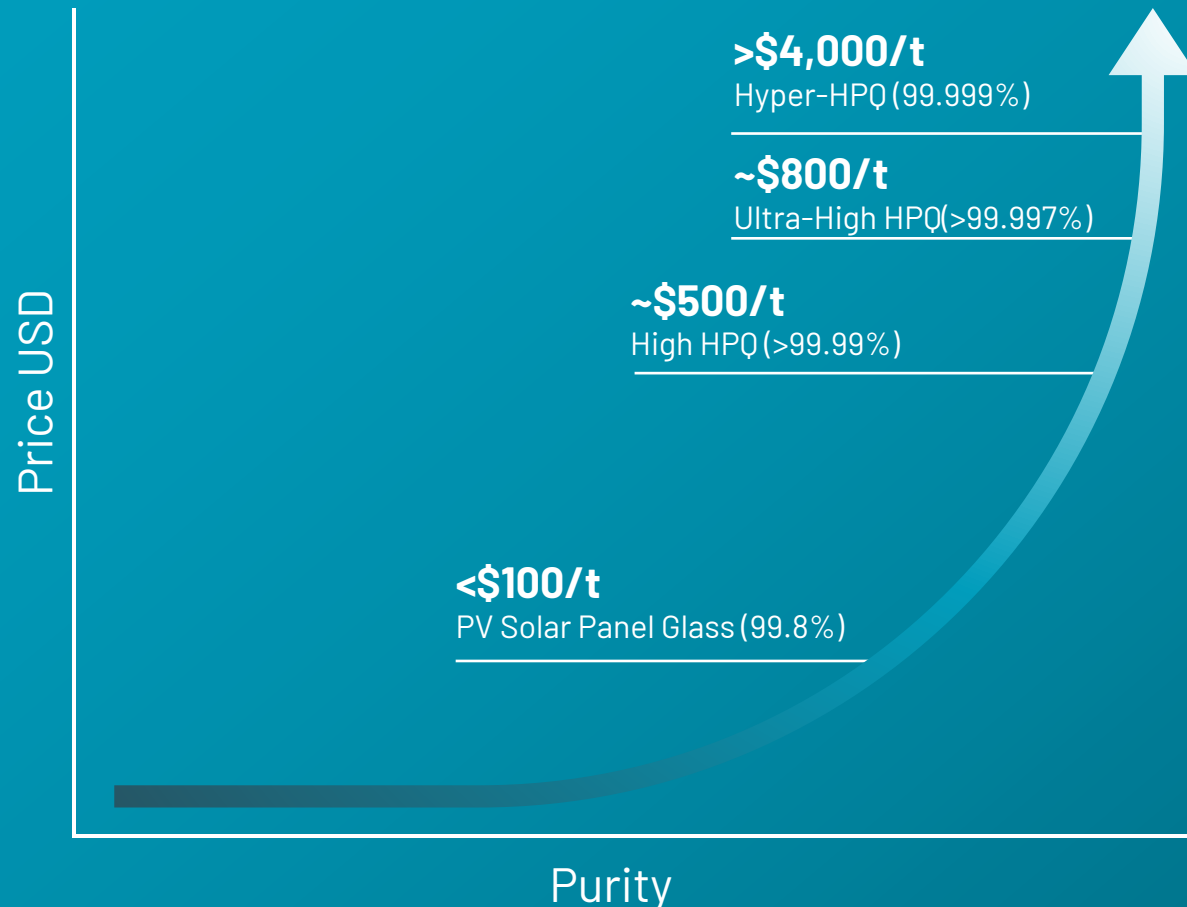 >$4,000/t
Hyper-HPQ (99.999%)
~$800/t
Ultra-High HPQ(>99.997%)
~$500/t
High HPQ (>99.99%)
<$100/t
PV Solar Panel Glass (99.8%)
Price USD
Purity